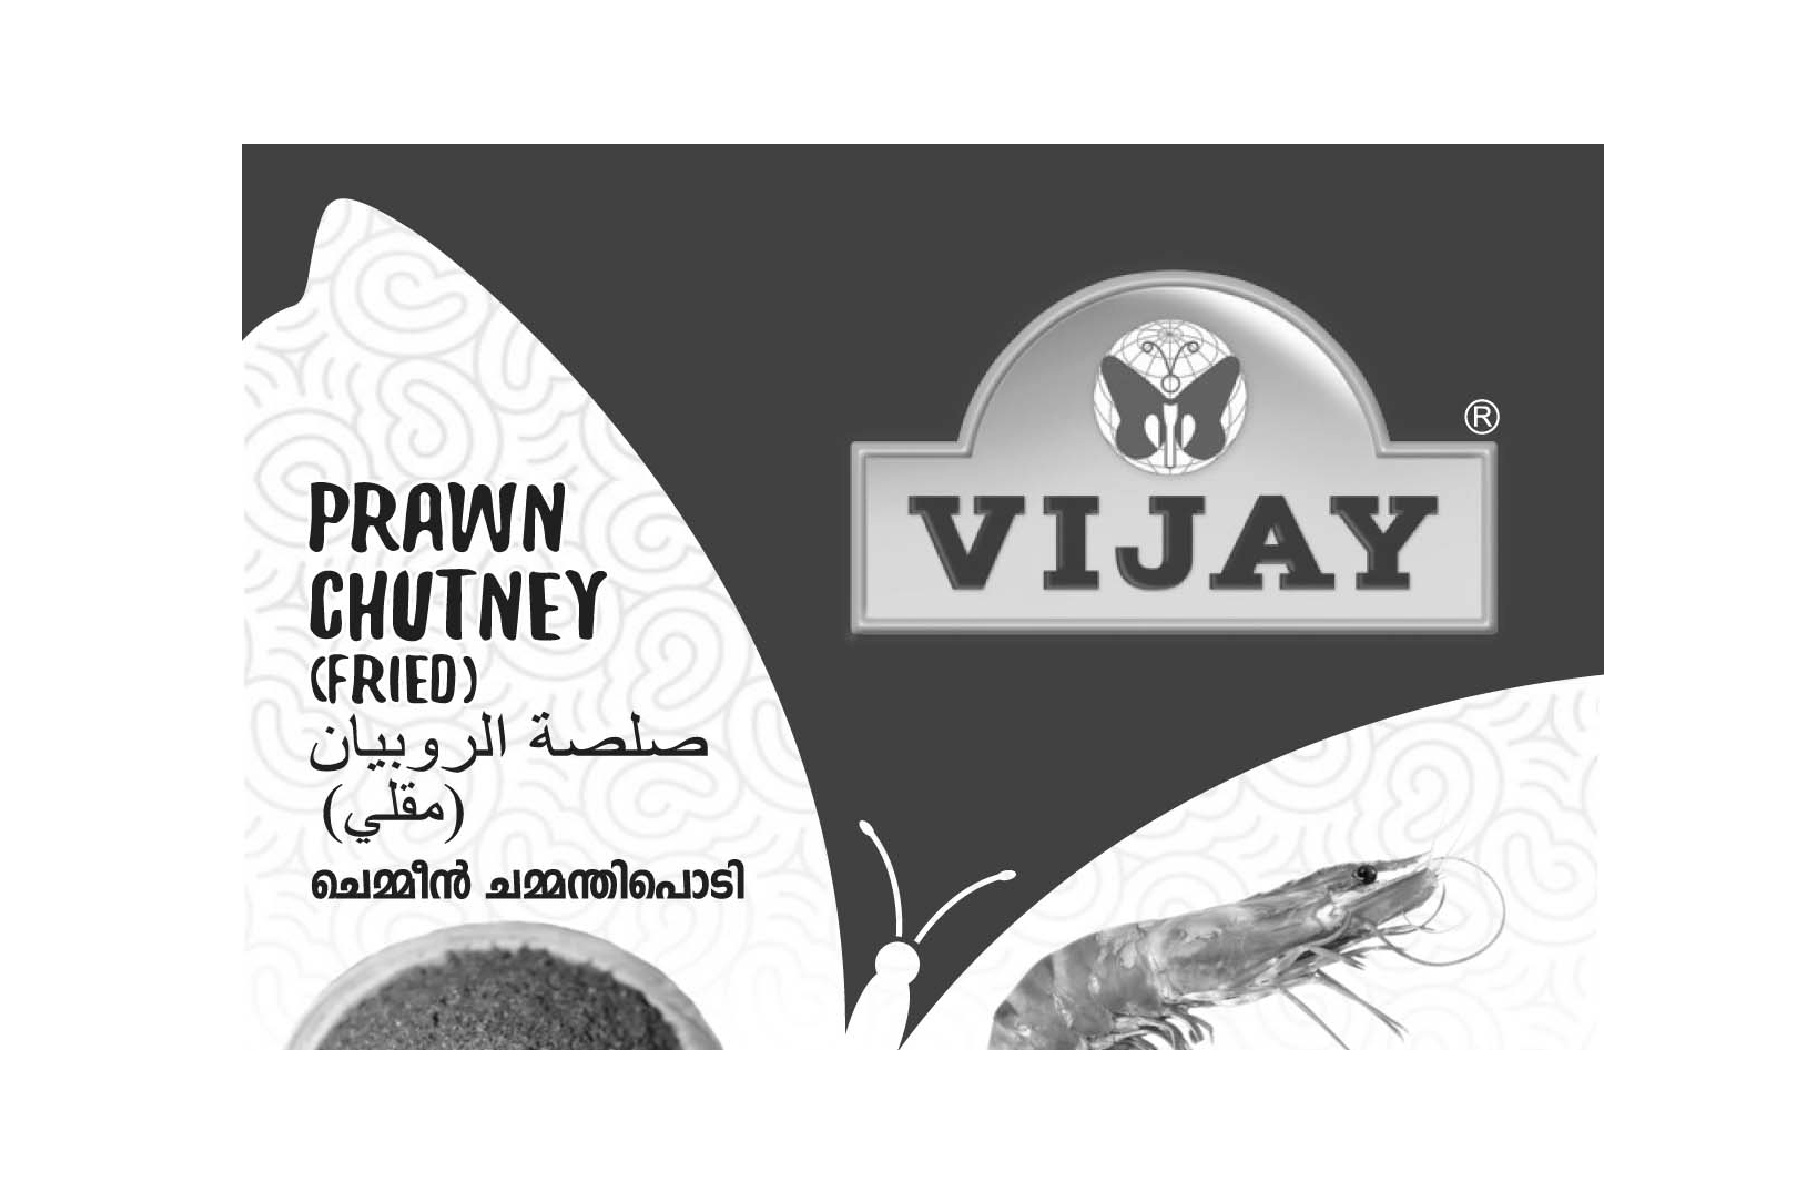 PRAWN
CHUTNEY
(FRIED)
صلصة الروبيان
(مقلي)
ചെമ്മീൻ ചമ്മന്തിപൊടി
VIJAY
®